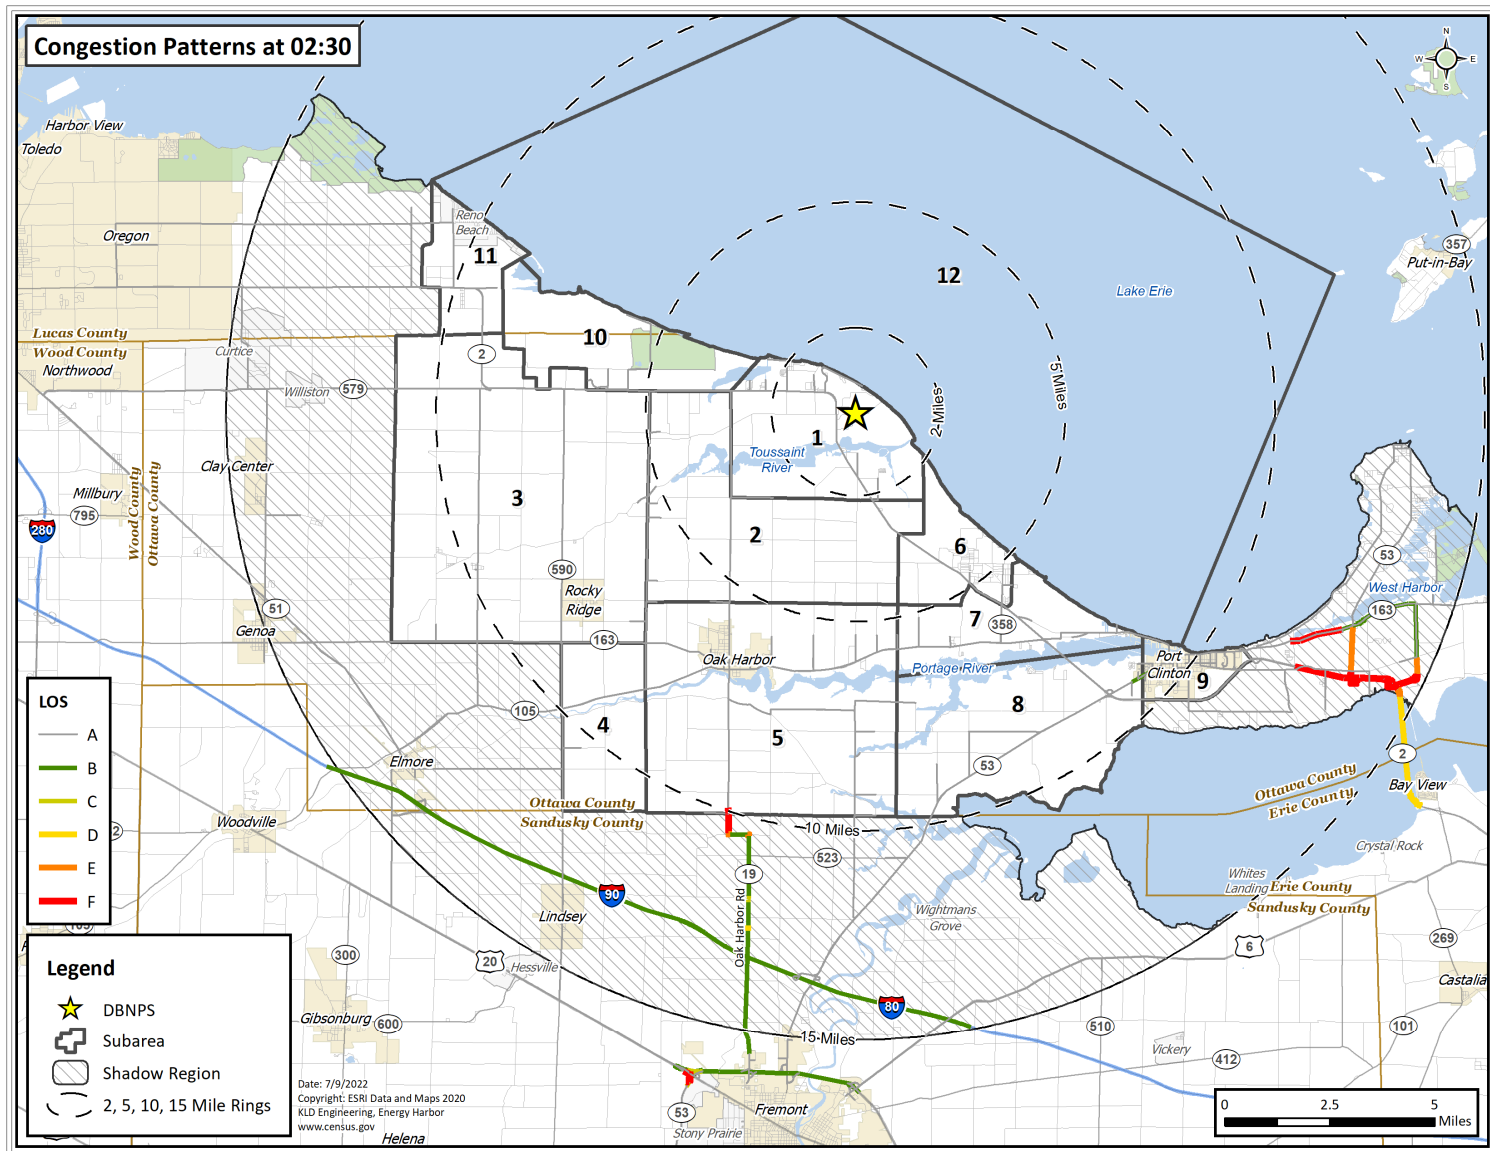 Congestion Patterns at 02:30
N
W
E
S
Harbor View
Toledo
Oregon
Reno
Beach
11
12
Lake Erie
357
Put-in-Bay
Lucas County
Wood County
Northwood
Curtice
2
10
Williston
579
5 Miles
2 Miles
1
Toussaint
River
Clay Center
Millbury
795
280
Wood County
Ottawa County
3
2
6
53
West Harbor
590
Rocky
Ridge
163
51
Genoa
163
7
358
Oak Harbor
Portage River
Port
Clinton
9
8
105
4
5
53
2
Bay View
Ottawa County
Erie County
Elmore
Ottawa County
Sandusky County
Woodville
2
10 Miles
523
Crystal Rock
Whites
Landing
Erie County
Sandusky County
19
Oak Harbor Rd
90
Lindsey
Wightmans
Grove
6
269
Castalia
300
20
Hessville
80
Gibsonburg
600
15 Miles
510
101
Vickery
412
Fremont
53
Stony Prairie
Helena
LOS
A
B
C
D
E
F
Legend
DBNPS
Subarea
Shadow Region
2, 5, 10, 15 Mile Rings
Date: 7/9/2022
Copyright: ESRI Data and Maps 2020
KLD Engineering, Energy Harbor
www.census.gov
0
2.5
5
Miles